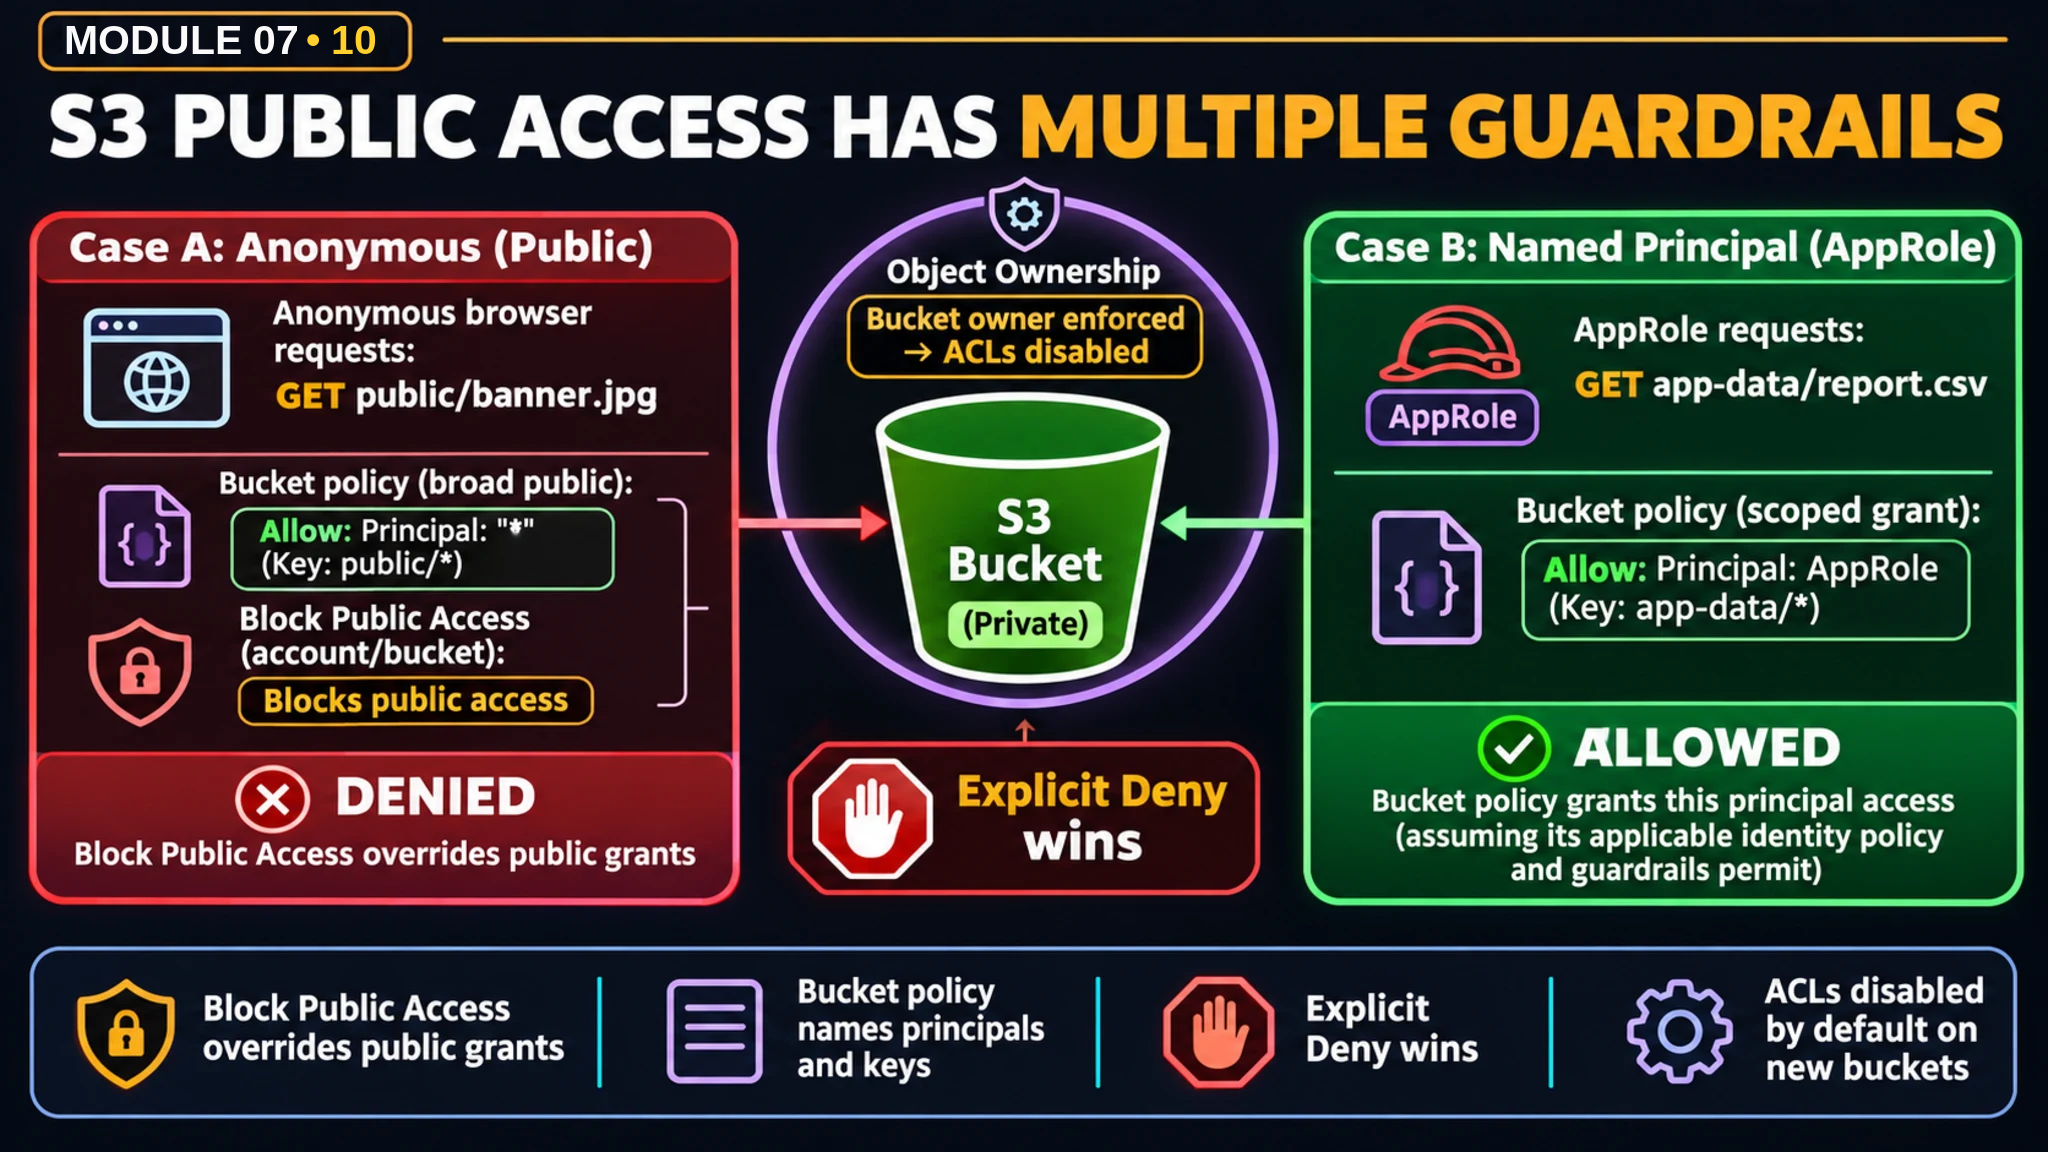 MODULE 07 • 10
S3 PUBLIC ACCESS HAS MULTIPLE GUARDRAILS
Case A: Anonymous (Public)
Anonymous browser
requests:
GET public/banner.jpg
Bucket policy (broad public):
{ }
Allow: Principal: "*"
(Key: public/*)
Block Public Access
(account/bucket):
Blocks public access
DENIED
Block Public Access overrides public grants
Object Ownership
Bucket owner enforced
→ ACLs disabled
S3
Bucket
(Private)
Explicit Deny
wins
Case B: Named Principal (AppRole)
AppRole requests:
GET app-data/report.csv
AppRole
Bucket policy (scoped grant):
{ }
Allow: Principal: AppRole
(Key: app-data/*)
ALLOWED
Bucket policy grants this principal access
(assuming its applicable identity policy
and guardrails permit)
Block Public Access
overrides public grants
Bucket policy
names principals
and keys
Explicit
Deny wins
ACLs disabled
by default on
new buckets